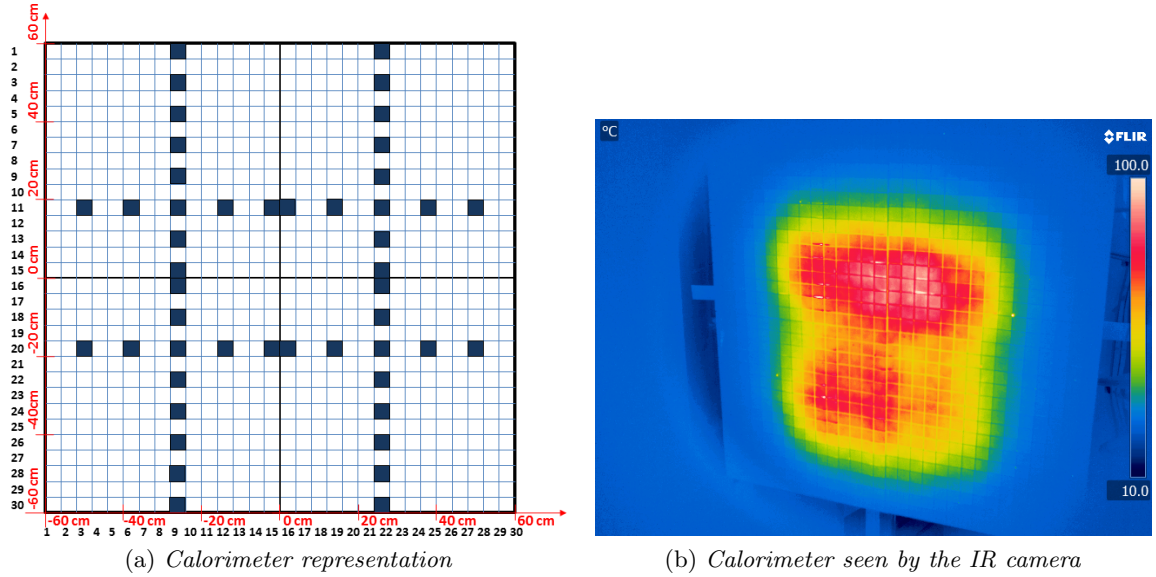 60 cm
1
2
3
4
40 cm
5
6
7
8
9
20 cm
10
11
12
13
14
0 cm
15
16
17
18
19
-20 cm
20
21
22
23
24
-40cm
25
26
27
28
29
-60 cm
30
-60 cm -40 cm -20 cm 0 cm 20 cm 40 cm 60 cm
1 2 3 4 5 6 7 8 9 10 11 12 13 14 15 16 17 18 19 20 21 22 23 24 25 26 27 28 29 30
(a) Calorimeter representation
°C
FLIR
100.0
10.0
(b) Calorimeter seen by the IR camera